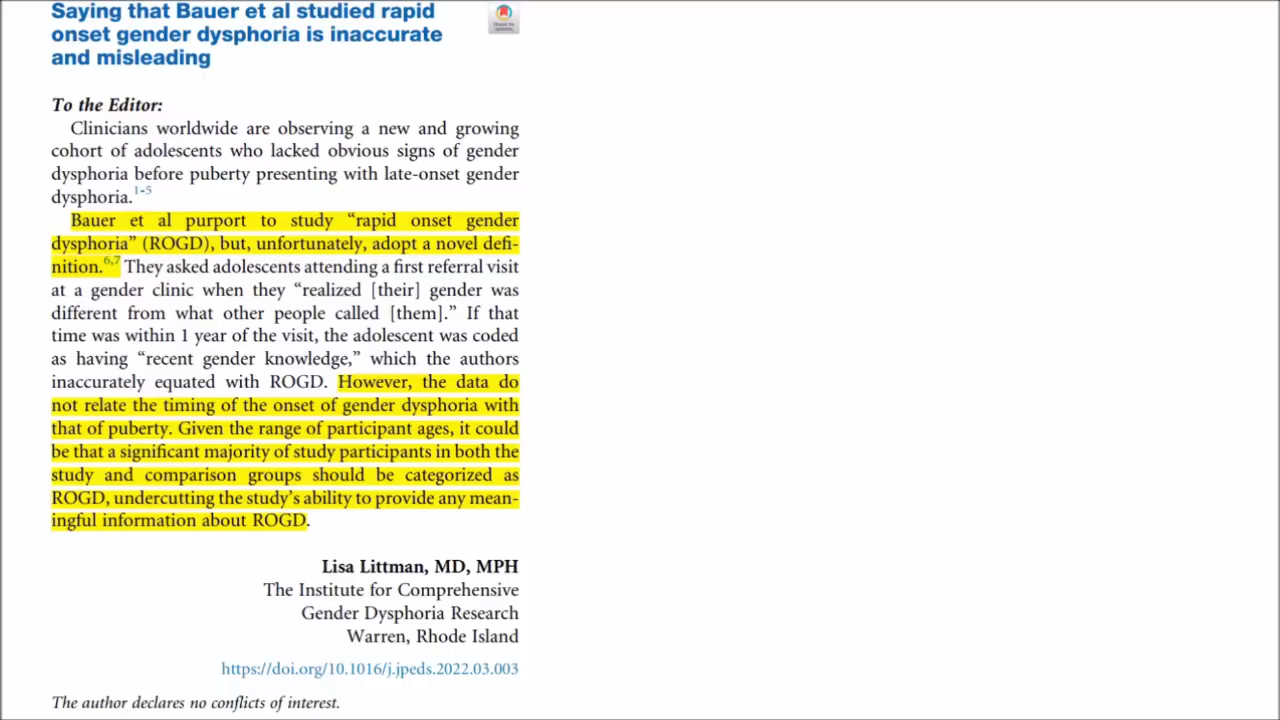 Saying that Bauer et al studied rapid
onset gender dysphoria is inaccurate
and misleading
Check for
updates
To the Editor:
Clinicians worldwide are observing a new and growing
cohort of adolescents who lacked obvious signs of gender
dysphoria before puberty presenting with late-onset gender
dysphoria.1-5
Bauer et al purport to study “rapid onset gender
dysphoria” (ROGD), but, unfortunately, adopt a novel defi-
nition.6,7 They asked adolescents attending a first referral visit
at a gender clinic when they “realized [their] gender was
different from what other people called [them].” If that
time was within 1 year of the visit, the adolescent was coded
as having “recent gender knowledge,” which the authors
inaccurately equated with ROGD. However, the data do
not relate the timing of the onset of gender dysphoria with
that of puberty. Given the range of participant ages, it could
be that a significant majority of study participants in both the
study and comparison groups should be categorized as
ROGD, undercutting the study’s ability to provide any mean-
ingful information about ROGD.
Lisa Littman, MD, MPH
The Institute for Comprehensive
Gender Dysphoria Research
Warren, Rhode Island
https://doi.org/10.1016/j.jpeds.2022.03.003
The author declares no conflicts of interest.